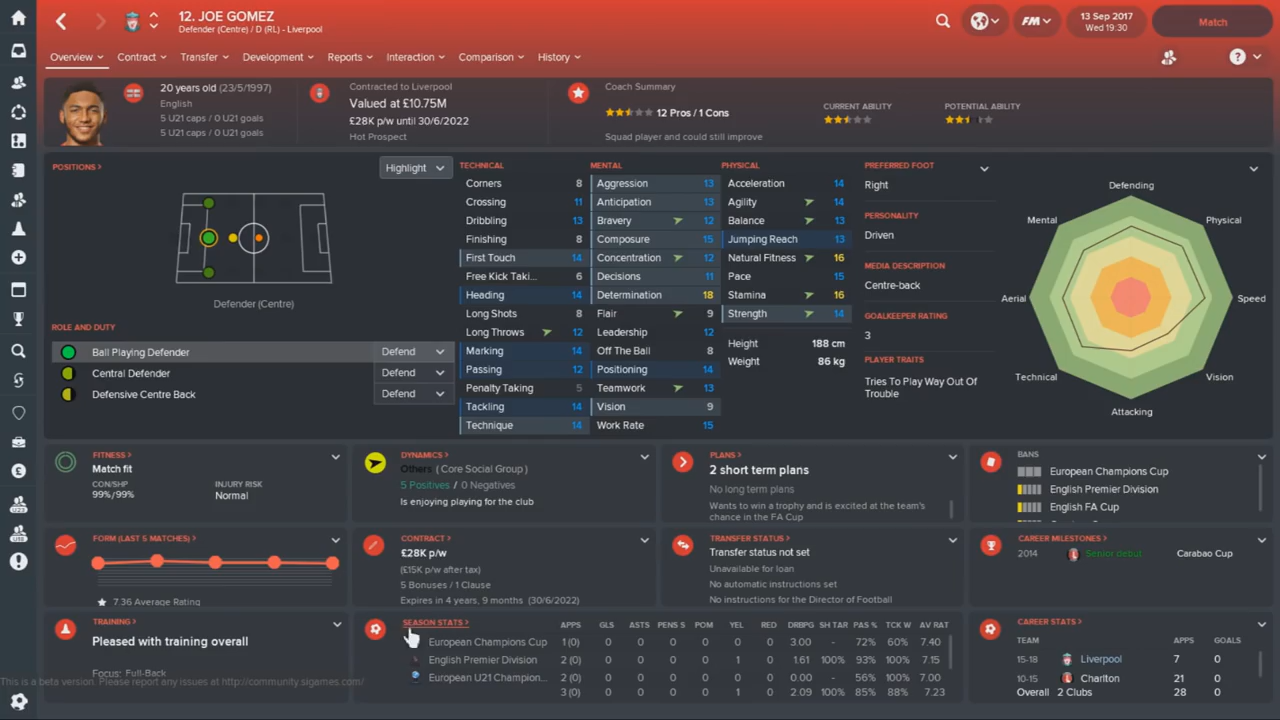 12. JOE GOMEZ
Defender (Centre) / D (RL) - Liverpool
FM
13 Sep 2017
Wed 19:30
Match
Overview
Contract
Transfer
Development
Reports
Interaction
Comparison
History
?
20 years old (23/5/1997)
English
5 U21 caps / 0 U21 goals
5 U21 caps / 0 U21 goals
Contracted to Liverpool
Valued at £10.75M
£28K p/w until 30/6/2022
Hot Prospect
Coach Summary
12 Pros / 1 Cons
Squad player and could still improve
CURRENT ABILITY
POTENTIAL ABILITY
POSITIONS >
Highlight
Defender (Centre)
ROLE AND DUTY
Ball Playing Defender Defend
Central Defender Defend
Defensive Centre Back Defend
TECHNICAL
Corners 8
Crossing 11
Dribbling 13
Finishing 8
First Touch 14
Free Kick Taki... 6
Heading 14
Long Shots 8
Long Throws 12
Marking 14
Passing 12
Penalty Taking 5
Tackling 14
Technique 14
MENTAL
Aggression 13
Anticipation 13
Bravery 12
Composure 15
Concentration 12
Decisions 11
Determination 18
Flair 9
Leadership 12
Off The Ball 8
Positioning 14
Teamwork 13
Vision 9
Work Rate 15
PHYSICAL
Acceleration 14
Agility 14
Balance 13
Jumping Reach 13
Natural Fitness 16
Pace 15
Stamina 16
Strength 14
Height 188 cm
Weight 86 kg
PREFERRED FOOT
Right
PERSONALITY
Driven
MEDIA DESCRIPTION
Centre-back
GOALKEEPER RATING
3
PLAYER TRAITS
Tries To Play Way Out Of
Trouble
Defending
Physical
Speed
Vision
Attacking
Technical
Aerial
Mental
FITNESS >
Match fit
CON/SHP
99%/99%
INJURY RISK
Normal
DYNAMICS >
Others ( Core Social Group )
5 Positives / 0 Negatives
Is enjoying playing for the club
PLANS >
2 short term plans
No long term plans
Wants to win a trophy and is excited at the team's
chance in the FA Cup
BANS
European Champions Cup
English Premier Division
English FA Cup
FORM (LAST 5 MATCHES) >
7.36 Average Rating
CONTRACT >
£28K p/w
(£15K p/w after tax)
5 Bonuses / 1 Clause
Expires in 4 years, 9 months (30/6/2022)
TRANSFER STATUS >
Transfer status not set
Unavailable for loan
No automatic instructions set
No instructions for the Director of Football
CAREER MILESTONES >
2014 Senior debut Carabao Cup
TRAINING >
Pleased with training overall
Focus: Full-Back
This is a beta version. Please report any issues at http://community.sigames.com/
SEASON STATS > APPS GLS ASTS PENS S POM YEL RED DRBPG SH TAR PAS % TCK W AV RAT
European Champions Cup 1 (0) 0 0 0 0 0 0 3.00 - 72% 60% 7.40
English Premier Division 2 (0) 0 0 0 0 1 0 1.61 100% 93% 100% 7.15
European U21 Champion... 2 (0) 0 0 0 0 0 0 0.00 - 56% 100% 7.00
3 (0) 0 0 0 0 1 0 2.09 100% 85% 88% 7.23
CAREER STATS >
TEAM APPS GOALS
15-18 Liverpool 7 0
10-15 Charlton 21 0
Overall 2 Clubs 28 0